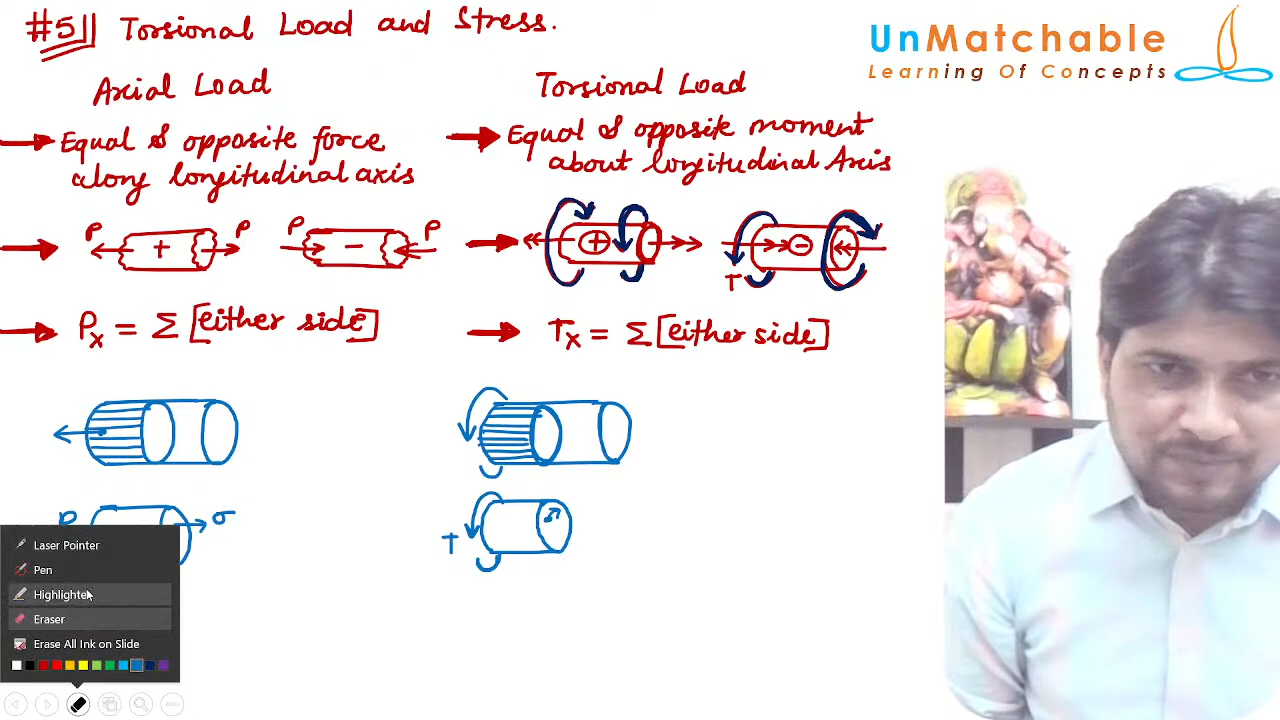 #5 Torsional Load and Stress.
UnMatchable
Learning Of Concepts
Axial Load
Equal & opposite force
along longitudinal axis
P + P P - P
Px = Σ [either side]
Torsional Load
Equal & opposite moment
about longitudinal Axis
+ - T
Tx = Σ [either side]
P σ
T
Laser Pointer
Pen
Highlighter
Eraser
Erase All Ink on Slide